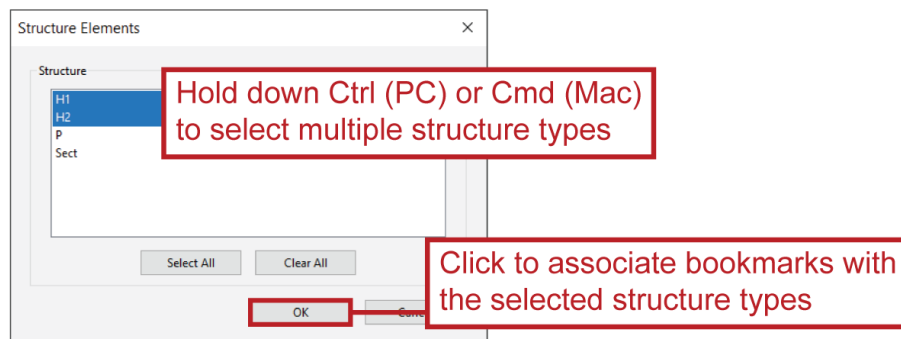 Structure Elements
Structure
H1
H2
P
Sect
Hold down Ctrl (PC) or Cmd (Mac)
to select multiple structure types
Select All
Clear All
Click to associate bookmarks with
the selected structure types
OK